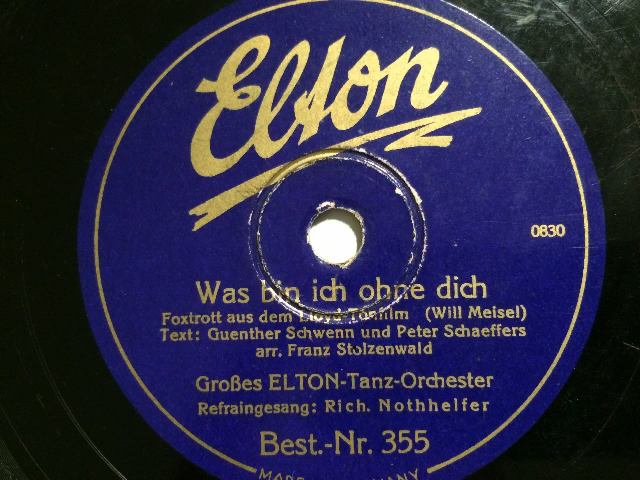 Elton
0830
Was bin ich ohne dich
Foxtrott aus dem Lloyd-Tonfilm (Will Meisel)
Text: Guenther Schwenn und Peter Schaeffers
arr. Franz Stolzenwald
Großes ELTON-Tanz-Orchester
Refraingesang: Rich. Nothhelfer
Best.-Nr. 355